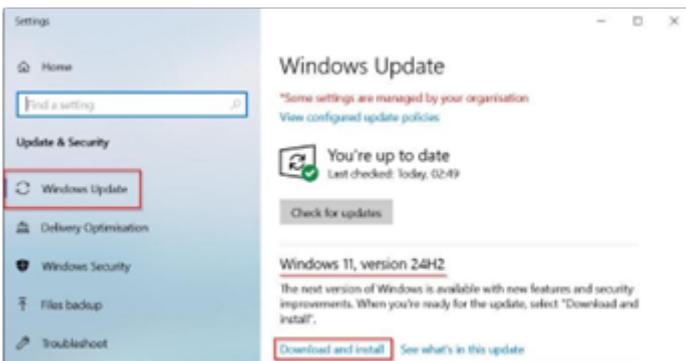 Settings
Home
Find a setting
Update & Security
Windows Update
Delivery Optimisation
Windows Security
Files backup
Troubleshoot
Windows Update
*Some settings are managed by your organisation
View configured update policies
You're up to date
Last checked: Today, 02:49
Check for updates
Windows 11, version 24H2
The next version of Windows is available with new features and security
improvements. When you're ready for the update, select "Download and
install".
Download and install See what's in this update